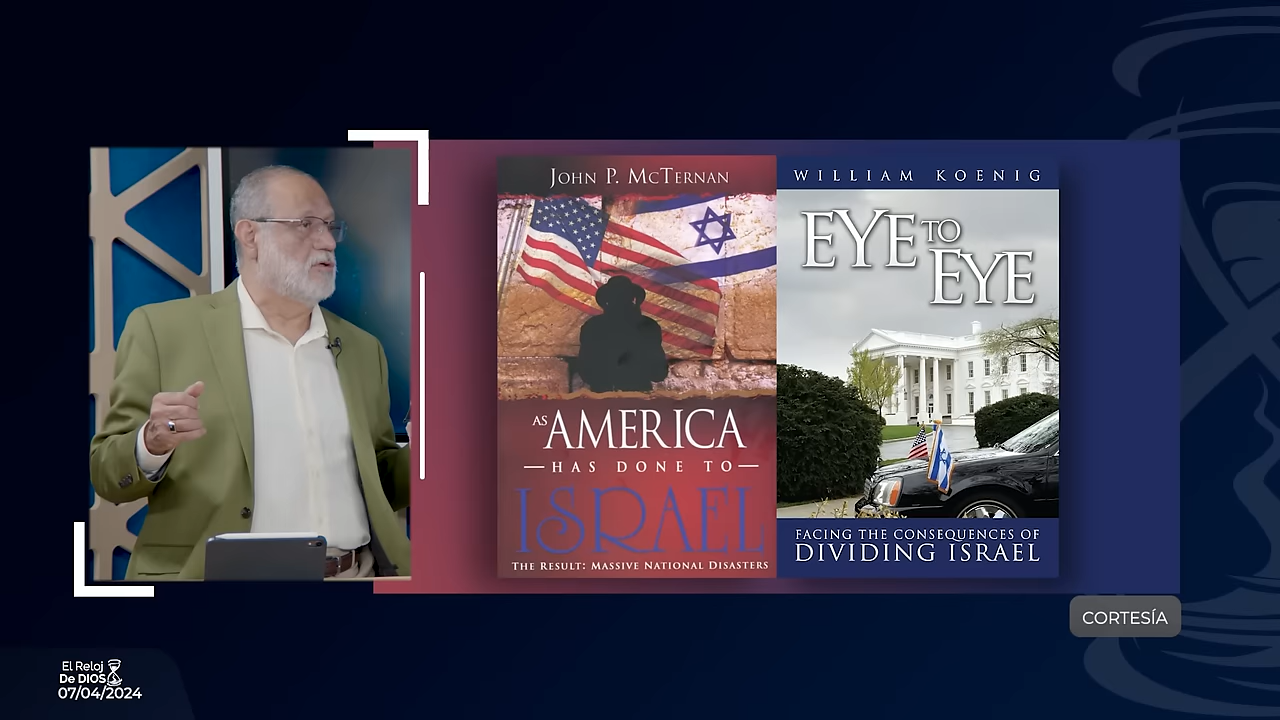 John P. McTernan
As America
Has Done To
Israel
The Result: Massive National Disasters
WILLIAM KOENIG
EYE TO
EYE
FACING THE CONSEQUENCES OF
DIVIDING ISRAEL
CORTESÍA
El Reloj
De DIOS
07/04/2024